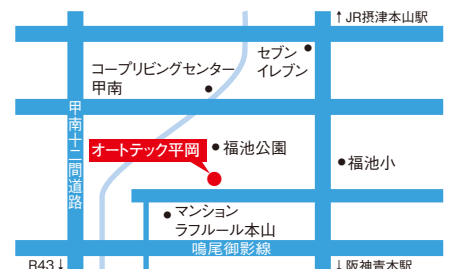 ↑JR摂津本山駅
セブン
イレブン
コープリビングセンター
甲南
甲南十二間道路
オートテック平岡
福池公園
福池小
マンション
ラフルール本山
鳴尾御影線
R43↓
↓阪神青木駅